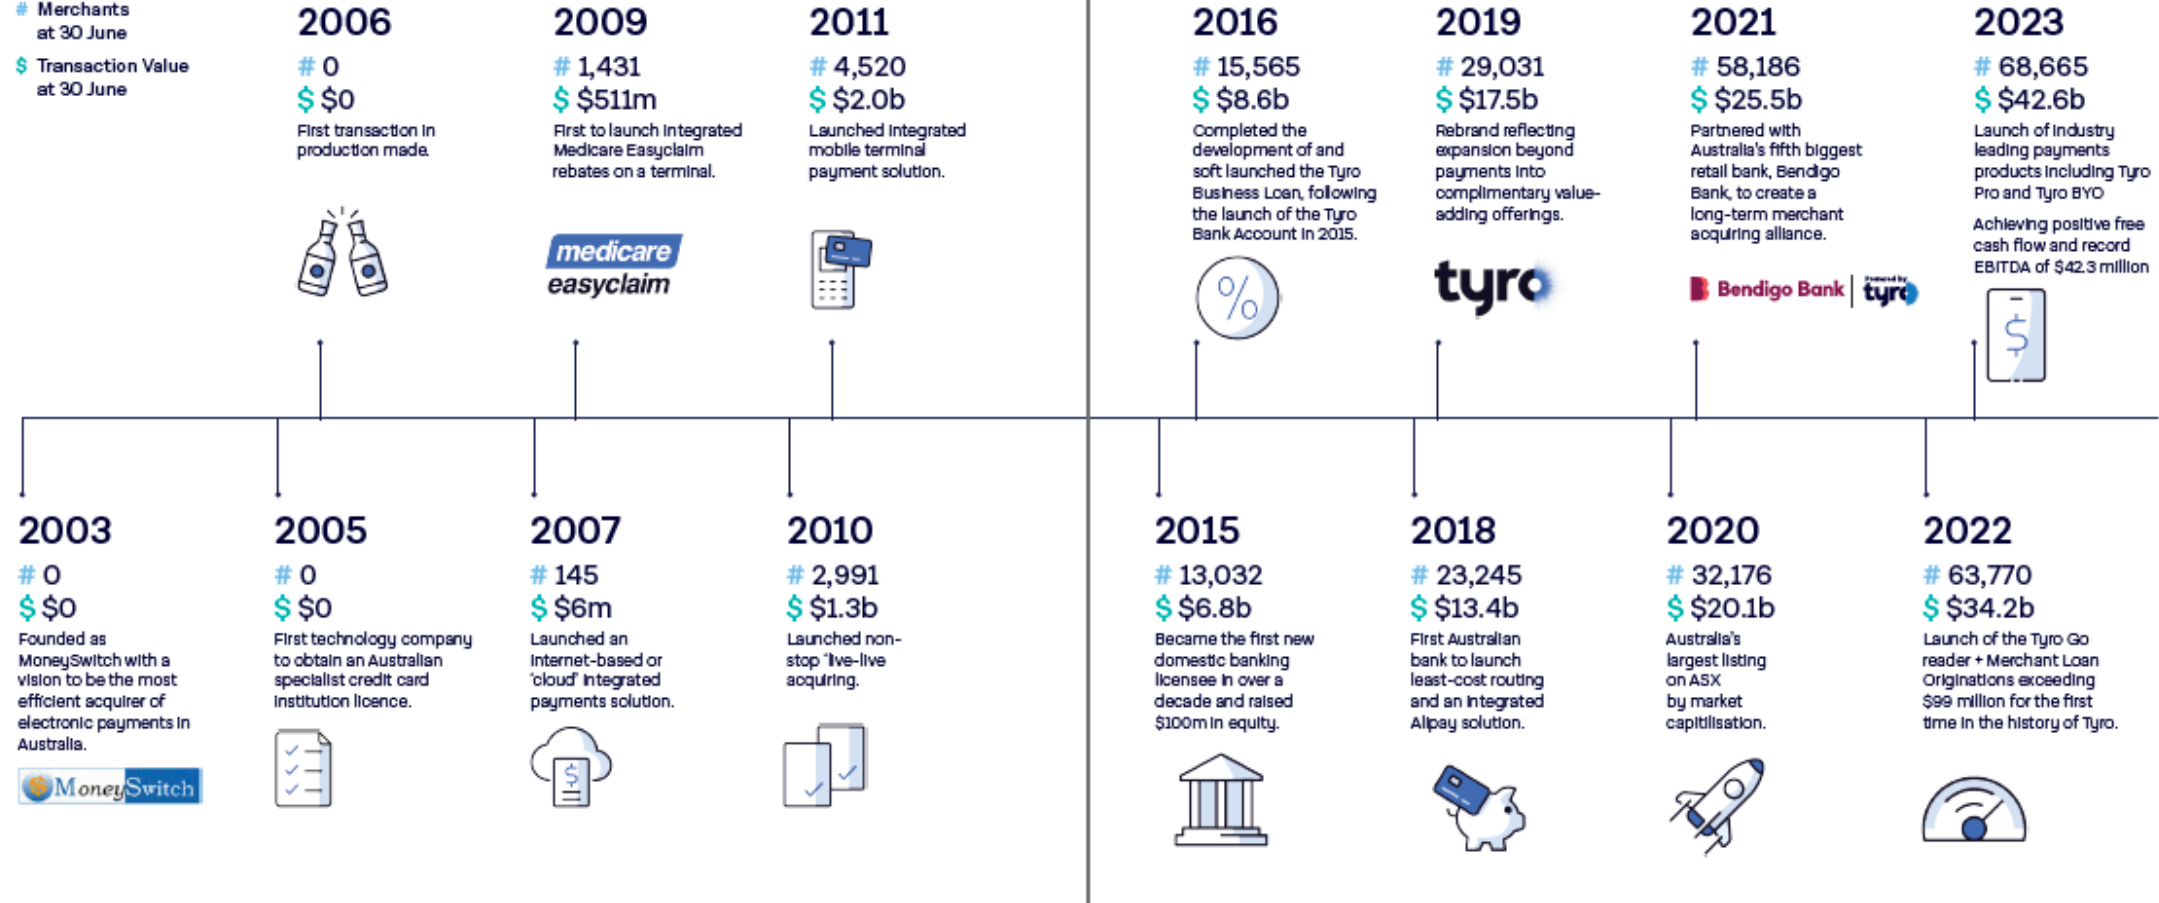 # Merchants
at 30 June
$ Transaction Value
at 30 June
2006
# 0
$ $0
First transaction in
production made.
2009
# 1,431
$ $511m
First to launch integrated
Medicare Easyclaim
rebates on a terminal.
medicare
easyclaim
2011
# 4,520
$ $2.0b
Launched integrated
mobile terminal
payment solution.
2016
# 15,565
$ $8.6b
Completed the
development of and
soft launched the Tyro
Business Loan, following
the launch of the Tyro
Bank Account in 2015.
%
2019
# 29,031
$ $17.5b
Rebrand reflecting
expansion beyond
payments into
complimentary value-
adding offerings.
tyro
2021
# 58,186
$ $25.5b
Partnered with
Australia's fifth biggest
retail bank, Bendigo
Bank, to create a
long-term merchant
acquiring alliance.
Bendigo Bank
Powered by
tyro
2023
# 68,665
$ $42.6b
Launch of industry
leading payments
products including Tyro
Pro and Tyro BYO
Achieving positive free
cash flow and record
EBITDA of $42.3 million
$
2003
# 0
$ $0
Founded as
MoneySwitch with a
vision to be the most
efficient acquirer of
electronic payments in
Australia.
MoneySwitch
2005
# 0
$ $0
First technology company
to obtain an Australian
specialist credit card
institution licence.
2007
# 145
$ $6m
Launched an
internet-based or
'cloud' integrated
payments solution.
$
2010
# 2,991
$ $1.3b
Launched non-
stop "live-live
acquiring.
2015
# 13,032
$ $6.8b
Became the first new
domestic banking
licensee in over a
decade and raised
$100m in equity.
2018
# 23,245
$ $13.4b
First Australian
bank to launch
least-cost routing
and an integrated
Alipay solution.
2020
# 32,176
$ $20.1b
Australia's
largest listing
on ASX
by market
capitilisation.
2022
# 63,770
$ $34.2b
Launch of the Tyro Go
reader + Merchant Loan
Originations exceeding
$99 million for the first
time in the history of Tyro.